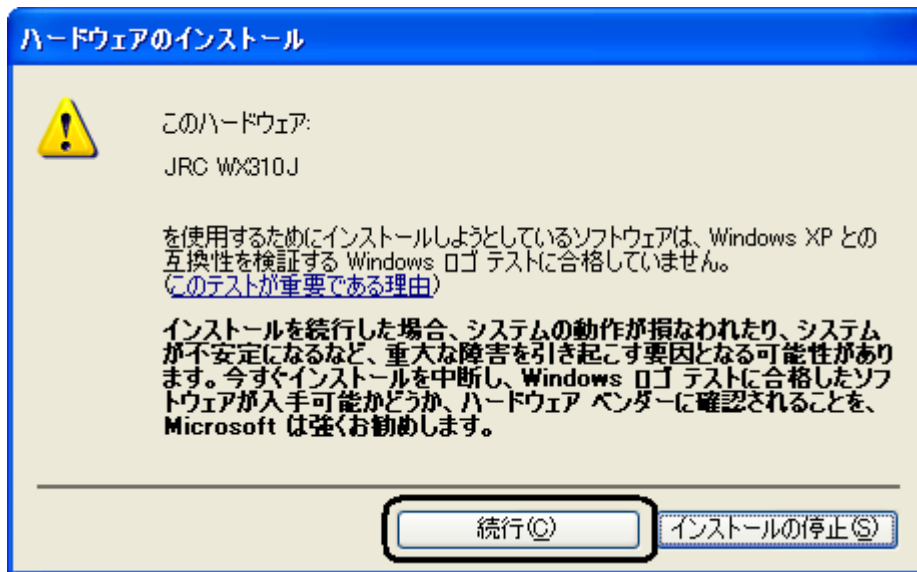 ハードウェアのインストール
このハードウェア:
JRC WX310J
を使用するためにインストールしようとしているソフトウェアは、Windows XP との
互換性を検証する Windows ロゴ テストに合格していません。
(このテストが重要である理由)
インストールを続行した場合、システムの動作が損なわれたり、システム
が不安定になるなど、重大な障害を引き起こす要因となる可能性があり
ます。今すぐインストールを中断し、Windows ロゴ テストに合格したソフ
トウェアが入手可能かどうか、ハードウェア ベンダーに確認されることを、
Microsoft は強くお勧めします。
続行(C) インストールの停止(S)